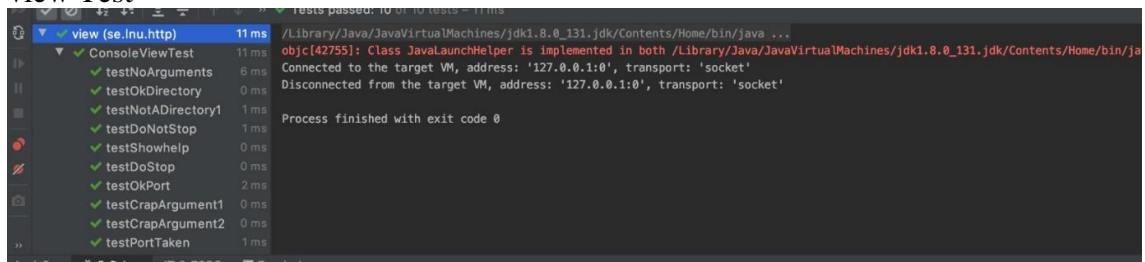 View Test
Tests passed: 10 of 10 tests – 11 ms
view (se.lnu.http) 11 ms
ConsoleViewTest 11 ms
testNoArguments 6 ms
testOkDirectory 0 ms
testNotADirectory1 1 ms
testDoNotStop 1 ms
testShowhelp 0 ms
testDoStop 0 ms
testOkPort 2 ms
testCrapArgument1 0 ms
testCrapArgument2 0 ms
testPortTaken 1 ms
/Library/Java/JavaVirtualMachines/jdk1.8.0_131.jdk/Contents/Home/bin/java ...
objc[42755]: Class JavaLaunchHelper is implemented in both /Library/Java/JavaVirtualMachines/jdk1.8.0_131.jdk/Contents/Home/bin/ja
Connected to the target VM, address: '127.0.0.1:0', transport: 'socket'
Disconnected from the target VM, address: '127.0.0.1:0', transport: 'socket'
Process finished with exit code 0